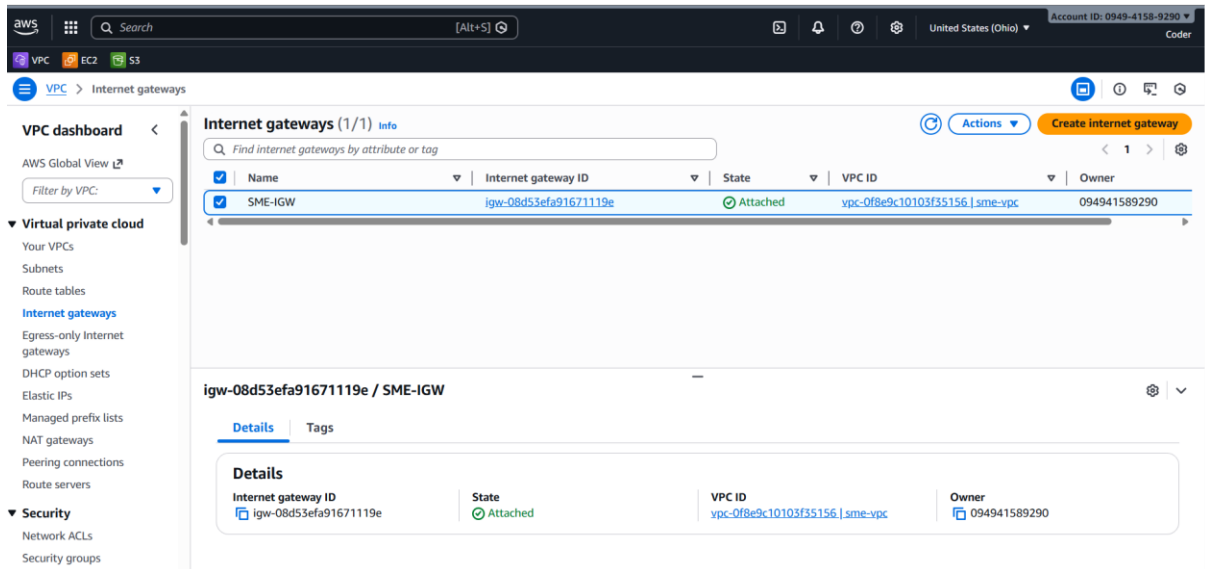 aws
Search
[Alt+S]
United States (Ohio) ▼
Account ID: 0949-4158-9290 ▼
Coder
VPC EC2 S3
VPC > Internet gateways
VPC dashboard
AWS Global View
Filter by VPC:
Virtual private cloud
Your VPCs
Subnets
Route tables
Internet gateways
Egress-only Internet
gateways
DHCP option sets
Elastic IPs
Managed prefix lists
NAT gateways
Peering connections
Route servers
Security
Network ACLs
Security groups
Internet gateways (1/1) Info
Actions ▼
Create internet gateway
Find internet gateways by attribute or tag
< 1 >
Name Internet gateway ID State VPC ID Owner
SME-IGW igw-08d53efa91671119e Attached vpc-0f8e9c10103f35156 | sme-vpc 094941589290
igw-08d53efa91671119e / SME-IGW
Details Tags
Details
Internet gateway ID State VPC ID Owner
igw-08d53efa91671119e Attached vpc-0f8e9c10103f35156 | sme-vpc 094941589290